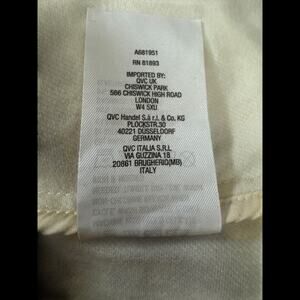 A681951
RN 81893
IMPORTED BY:
QVC UK
CHISWICK PARK
566 CHISWICK HIGH ROAD
LONDON
W4 5XU
QVC Handel S.à r.l. & Co. KG
PLOCKSTR.30
40221 DÜSSELDORF
GERMANY
QVC ITALIA S.R.L
VIA GUZZINA 18
20861 BRUGHERIO(MB)
ITALY